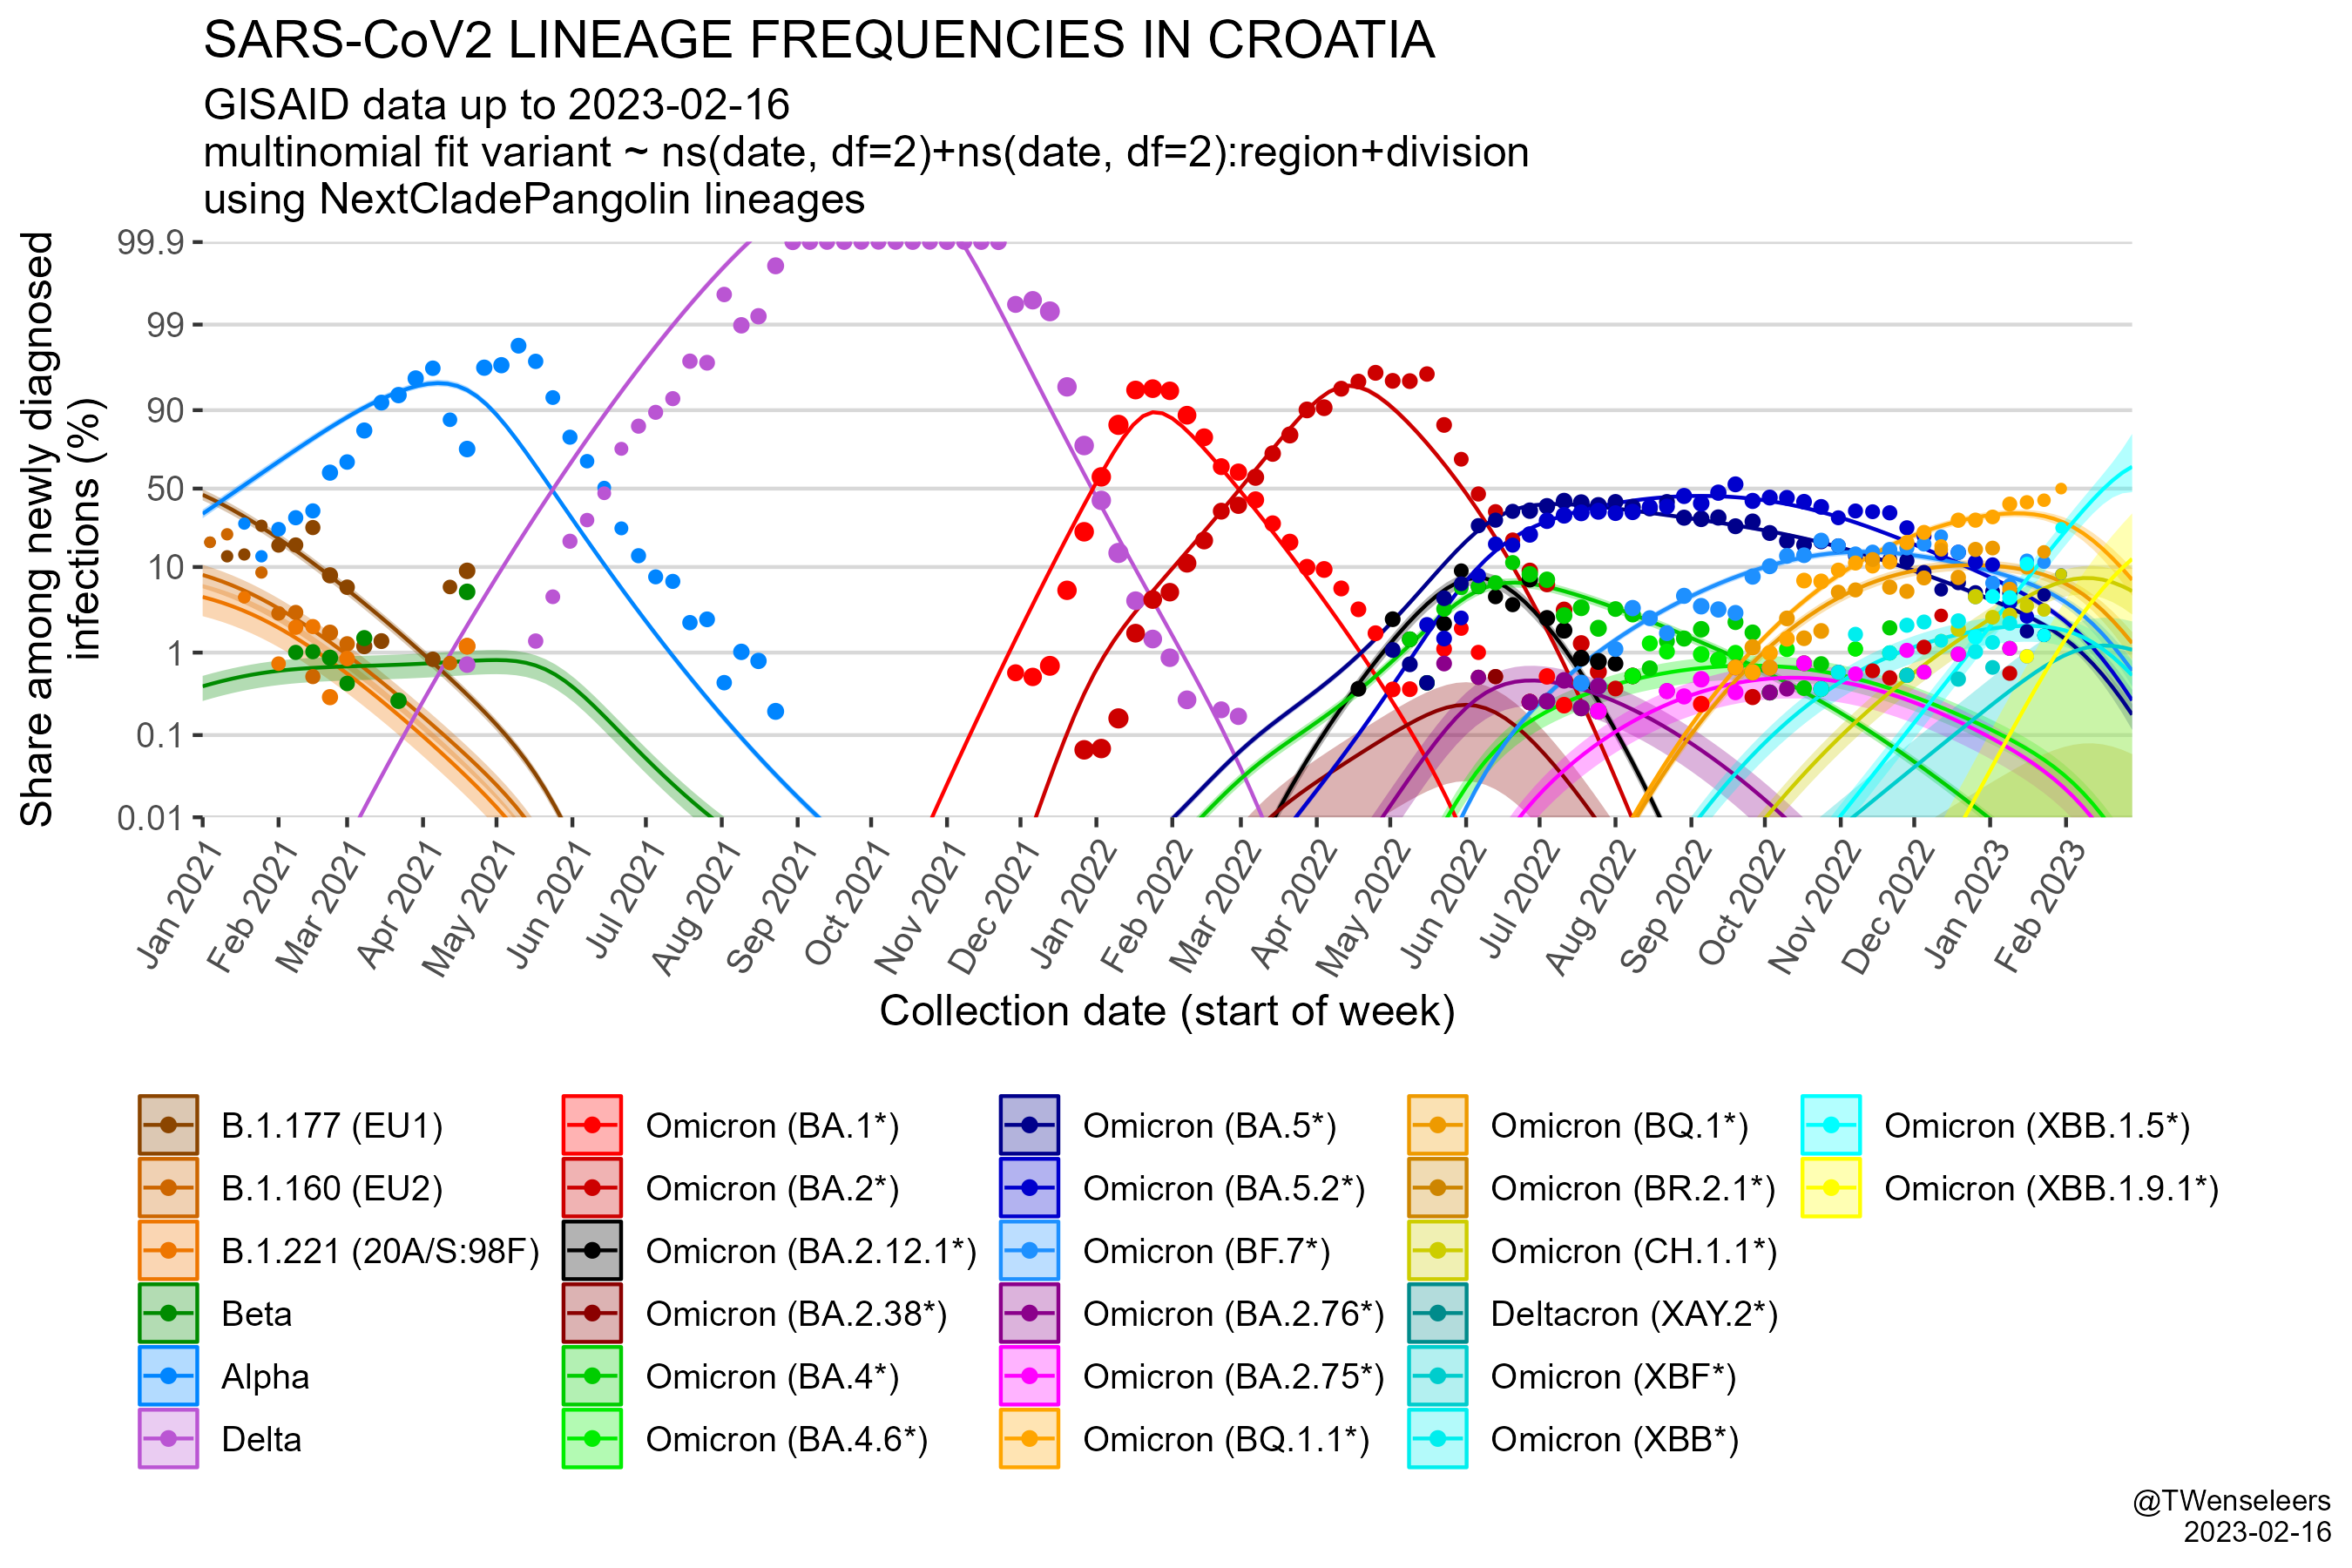 SARS-CoV2 LINEAGE FREQUENCIES IN CROATIA
GISAID data up to 2023-02-16
multinomial fit variant ~ ns(date, df=2)+ns(date, df=2):region+division
using NextCladePangolin lineages
Share among newly diagnosed
infections (%)
99.9
99
90
50
10
1
0.1
0.01
Jan 2021
Feb 2021
Mar 2021
Apr 2021
May 2021
Jun 2021
Jul 2021
Aug 2021
Sep 2021
Oct 2021
Nov 2021
Dec 2021
Jan 2022
Feb 2022
Mar 2022
Apr 2022
May 2022
Jun 2022
Jul 2022
Aug 2022
Sep 2022
Oct 2022
Nov 2022
Dec 2022
Jan 2023
Feb 2023
Collection date (start of week)
B.1.177 (EU1)
B.1.160 (EU2)
B.1.221 (20A/S:98F)
Beta
Alpha
Delta
Omicron (BA.1*)
Omicron (BA.2*)
Omicron (BA.2.12.1*)
Omicron (BA.2.38*)
Omicron (BA.4*)
Omicron (BA.4.6*)
Omicron (BA.5*)
Omicron (BA.5.2*)
Omicron (BF.7*)
Omicron (BA.2.76*)
Omicron (BA.2.75*)
Omicron (BQ.1.1*)
Omicron (BQ.1*)
Omicron (BR.2.1*)
Omicron (CH.1.1*)
Deltacron (XAY.2*)
Omicron (XBF*)
Omicron (XBB*)
Omicron (XBB.1.5*)
Omicron (XBB.1.9.1*)
@TWenseleers
2023-02-16